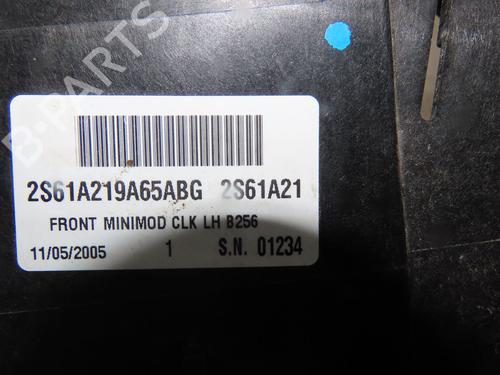 B-PARTS
2S61A219A65ABG 2S61A21
FRONT MINIMOD CLK LH B256
11/05/2005 1 S.N. 01234